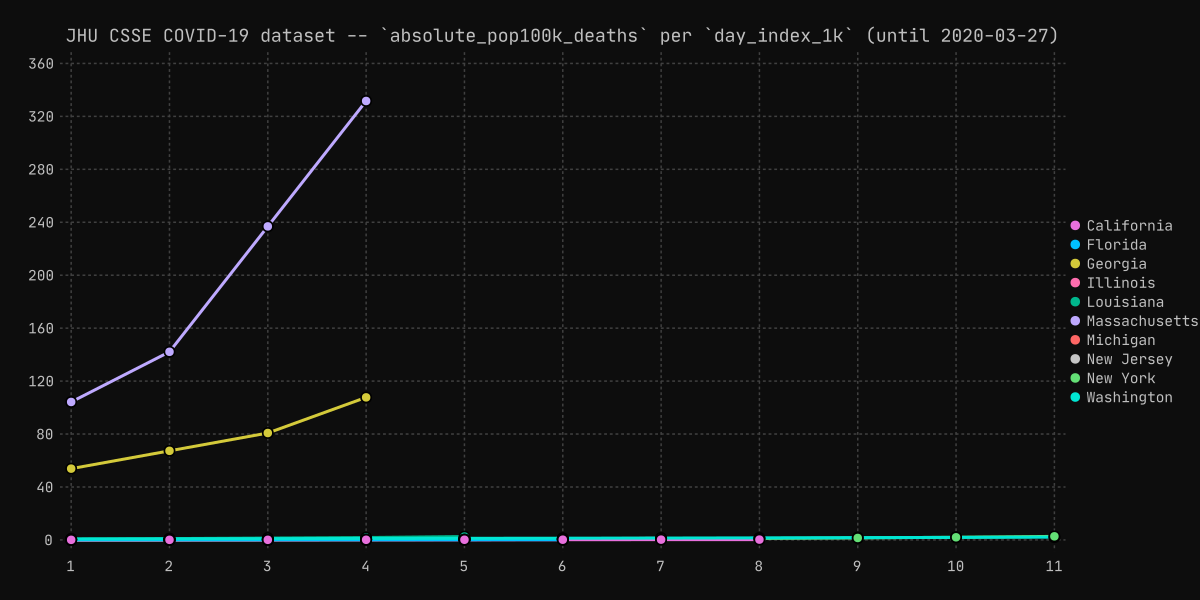 JHU CSSE COVID-19 dataset -- `absolute_pop100k_deaths` per `day_index_1k` (until 2020-03-27)
360
320
280
240
200
160
120
80
40
0
1 2 3 4 5 6 7 8 9 10 11
California
Florida
Georgia
Illinois
Louisiana
Massachusetts
Michigan
New Jersey
New York
Washington